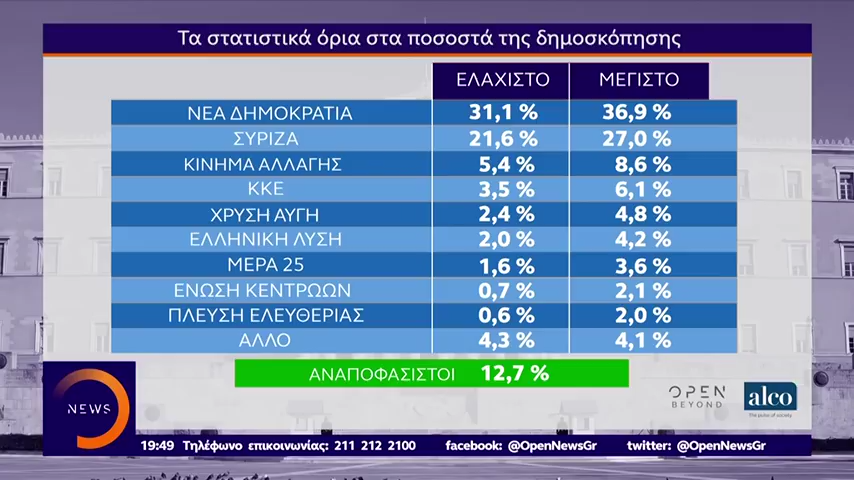 Τα στατιστικά όρια στα ποσοστά της δημοσκόπησης
ΕΛΑΧΙΣΤΟ ΜΕΓΙΣΤΟ
ΝΕΑ ΔΗΜΟΚΡΑΤΙΑ 31,1 % 36,9 %
ΣΥΡΙΖΑ 21,6 % 27,0 %
ΚΙΝΗΜΑ ΑΛΛΑΓΗΣ 5,4 % 8,6 %
ΚΚΕ 3,5 % 6,1 %
ΧΡΥΣΗ ΑΥΓΗ 2,4 % 4,8 %
ΕΛΛΗΝΙΚΗ ΛΥΣΗ 2,0 % 4,2 %
ΜΕΡΑ 25 1,6 % 3,6 %
ΕΝΩΣΗ ΚΕΝΤΡΩΩΝ 0,7 % 2,1 %
ΠΛΕΥΣΗ ΕΛΕΥΘΕΡΙΑΣ 0,6 % 2,0 %
ΑΛΛΟ 4,3 % 4,1 %
ΑΝΑΠΟΦΑΣΙΣΤΟΙ 12,7 %
OPEN
BEYOND
alco
The pulse of society
NEWS
19:49 Τηλέφωνο επικοινωνίας: 211 212 2100 facebook: @OpenNewsGr twitter: @OpenNewsGr